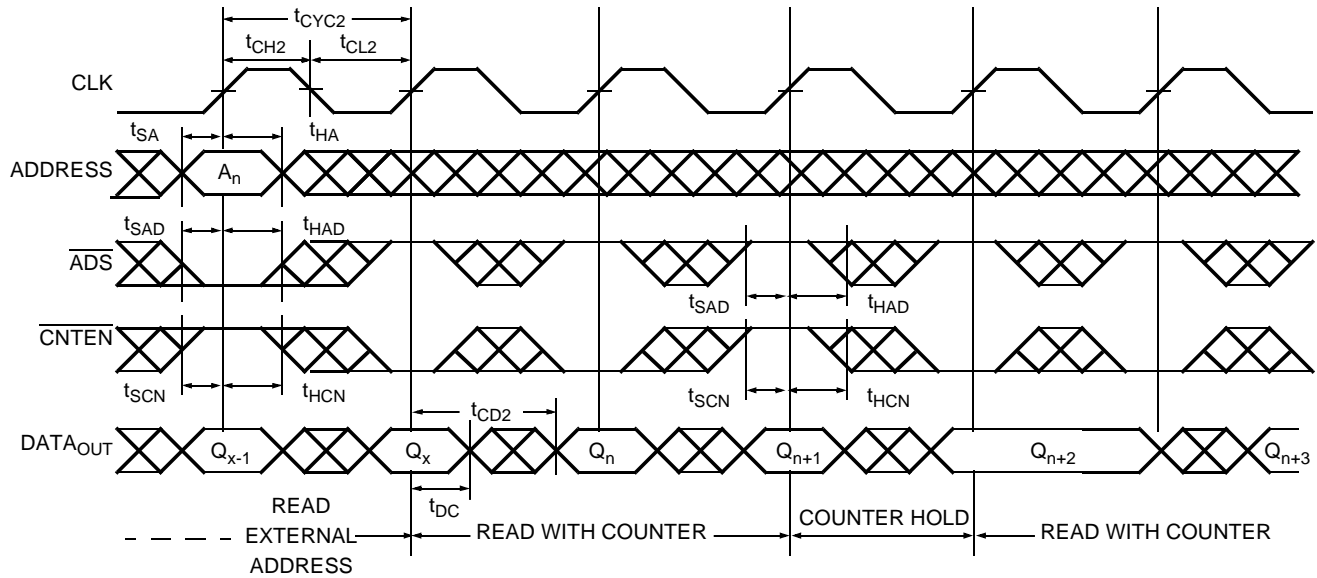 tCYC2
tCH2 tCL2
CLK
tSA tHA
ADDRESS An
tSAD tHAD
ADS
tSAD tHAD
CNTEN
tSCN tHCN tSCN tHCN
tCD2
DATAOUT Qx-1 Qx Qn Qn+1 Qn+2 Qn+3
tDC
READ
EXTERNAL
ADDRESS
READ WITH COUNTER COUNTER HOLD READ WITH COUNTER